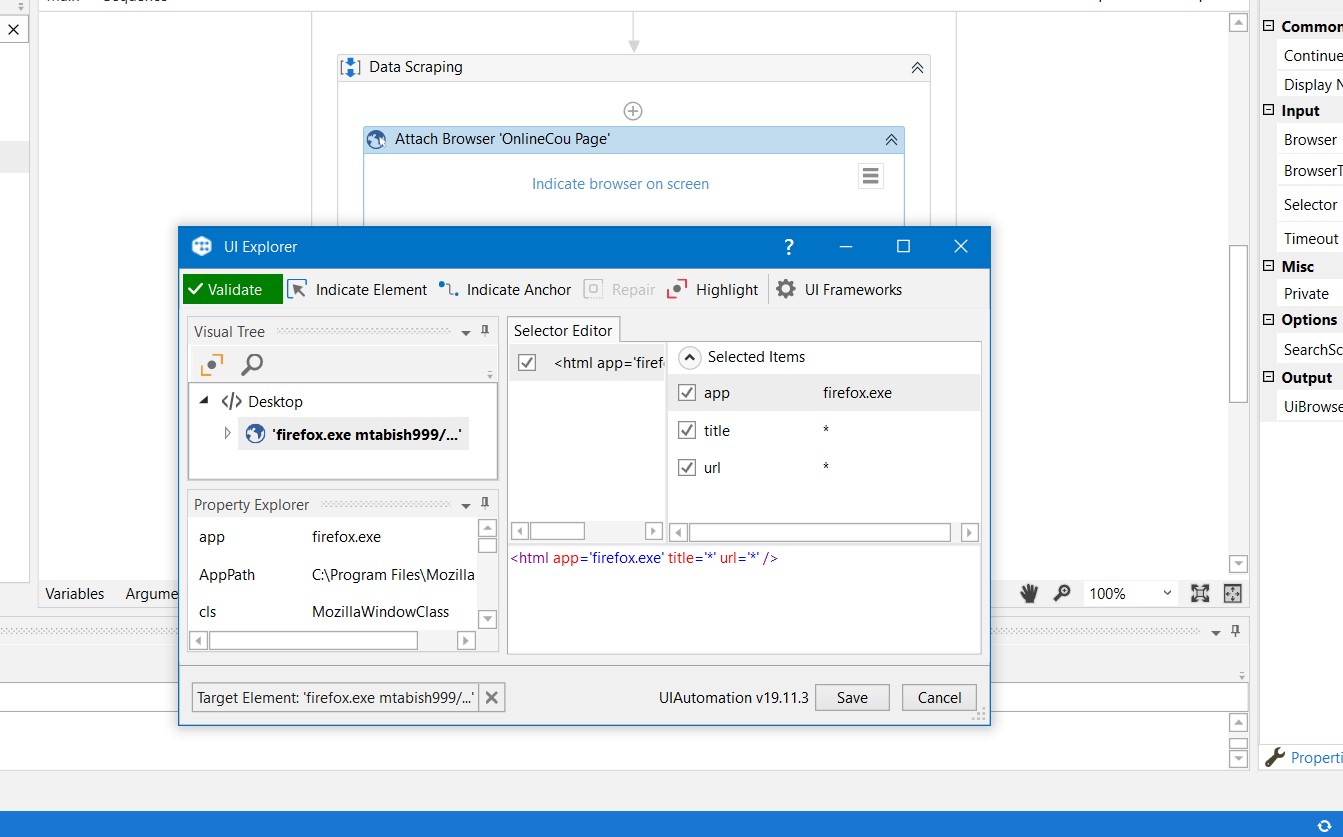 Data Scraping
Attach Browser 'OnlineCou Page'
Indicate browser on screen
UI Explorer
?
Validate
Indicate Element
Indicate Anchor
Repair
Highlight
UI Frameworks
Visual Tree
Desktop
'firefox.exe mtabish999/...'
Property Explorer
app firefox.exe
AppPath C:\Program Files\Mozilla
cls MozillaWindowClass
Selector Editor
<html app='firef
Selected Items
app firefox.exe
title *
url *
<html app='firefox.exe' title='*' url='*' />
Target Element: 'firefox.exe mtabish999/...'
UIAutomation v19.11.3
Save
Cancel
Variables
Argume
100%
Common
Continue
Display N
Input
Browser
BrowserT
Selector
Timeout
Misc
Private
Options
SearchSc
Output
UiBrowse
Properti